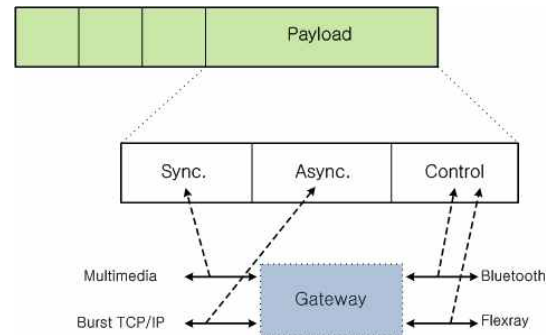 Payload
Sync. Async. Control
Multimedia Bluetooth
Gateway
Burst TCP/IP Flexray